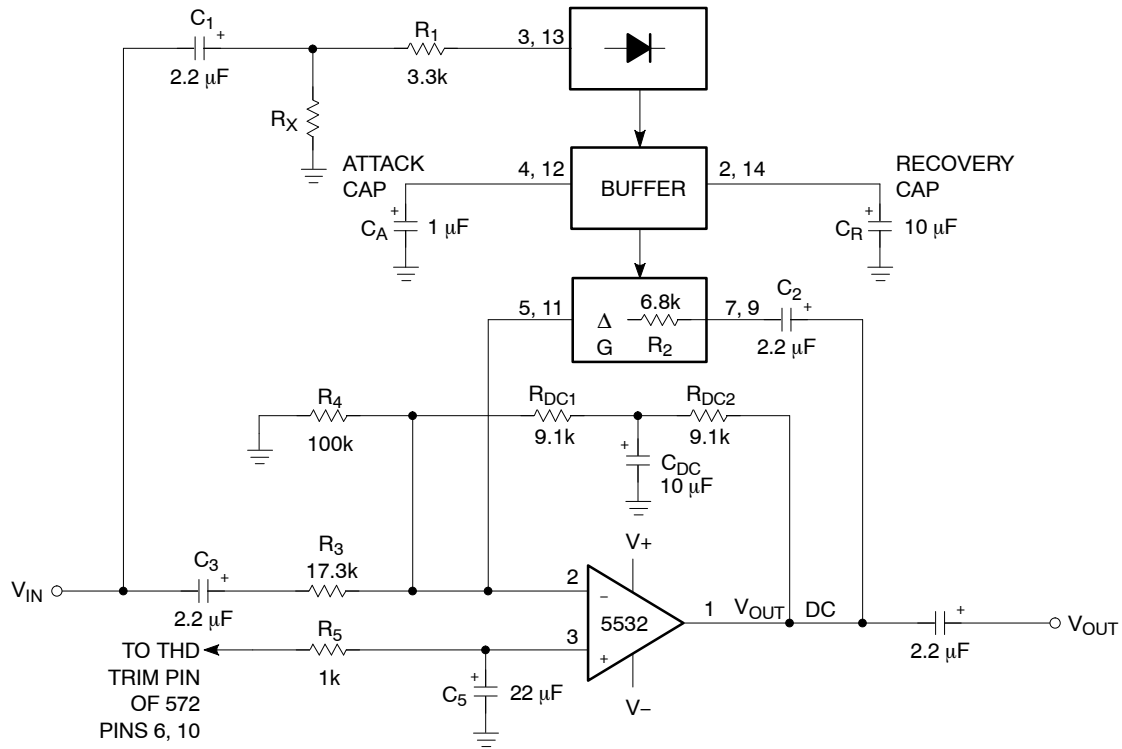 C1
+
2.2 μF
R1
3.3k
3, 13
RX
ATTACK
CAP
4, 12
BUFFER
2, 14
RECOVERY
CAP
+
CA
1 μF
+
CR
10 μF
5, 11
Δ
G
6.8k
R2
7, 9
C2
+
2.2 μF
R4
100k
RDC1
9.1k
RDC2
9.1k
+
CDC
10 μF
VIN
C3
+
2.2 μF
R3
17.3k
2
−
V+
5532
1
VOUT
DC
+
2.2 μF
VOUT
3
+
V−
TO THD
TRIM PIN
OF 572
PINS 6, 10
R5
1k
+
C5
22 μF